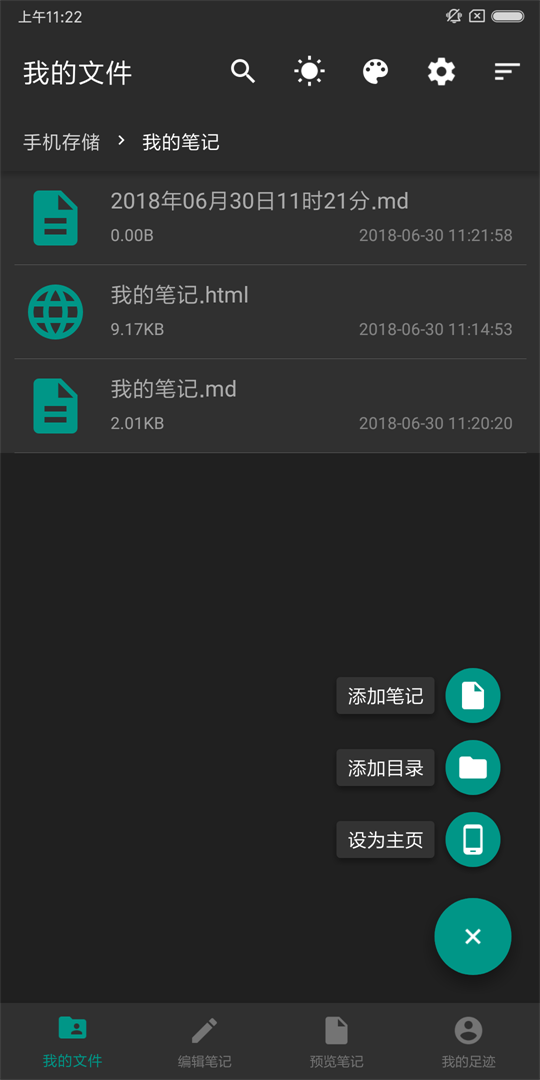 上午11:22
我的文件
手机存储 我的笔记
2018年06月30日11时21分.md
0.00B 2018-06-30 11:21:58
我的笔记.html
9.17KB 2018-06-30 11:14:53
我的笔记.md
2.01KB 2018-06-30 11:20:20
添加笔记
添加目录
设为主页
我的文件 编辑笔记 预览笔记 我的足迹